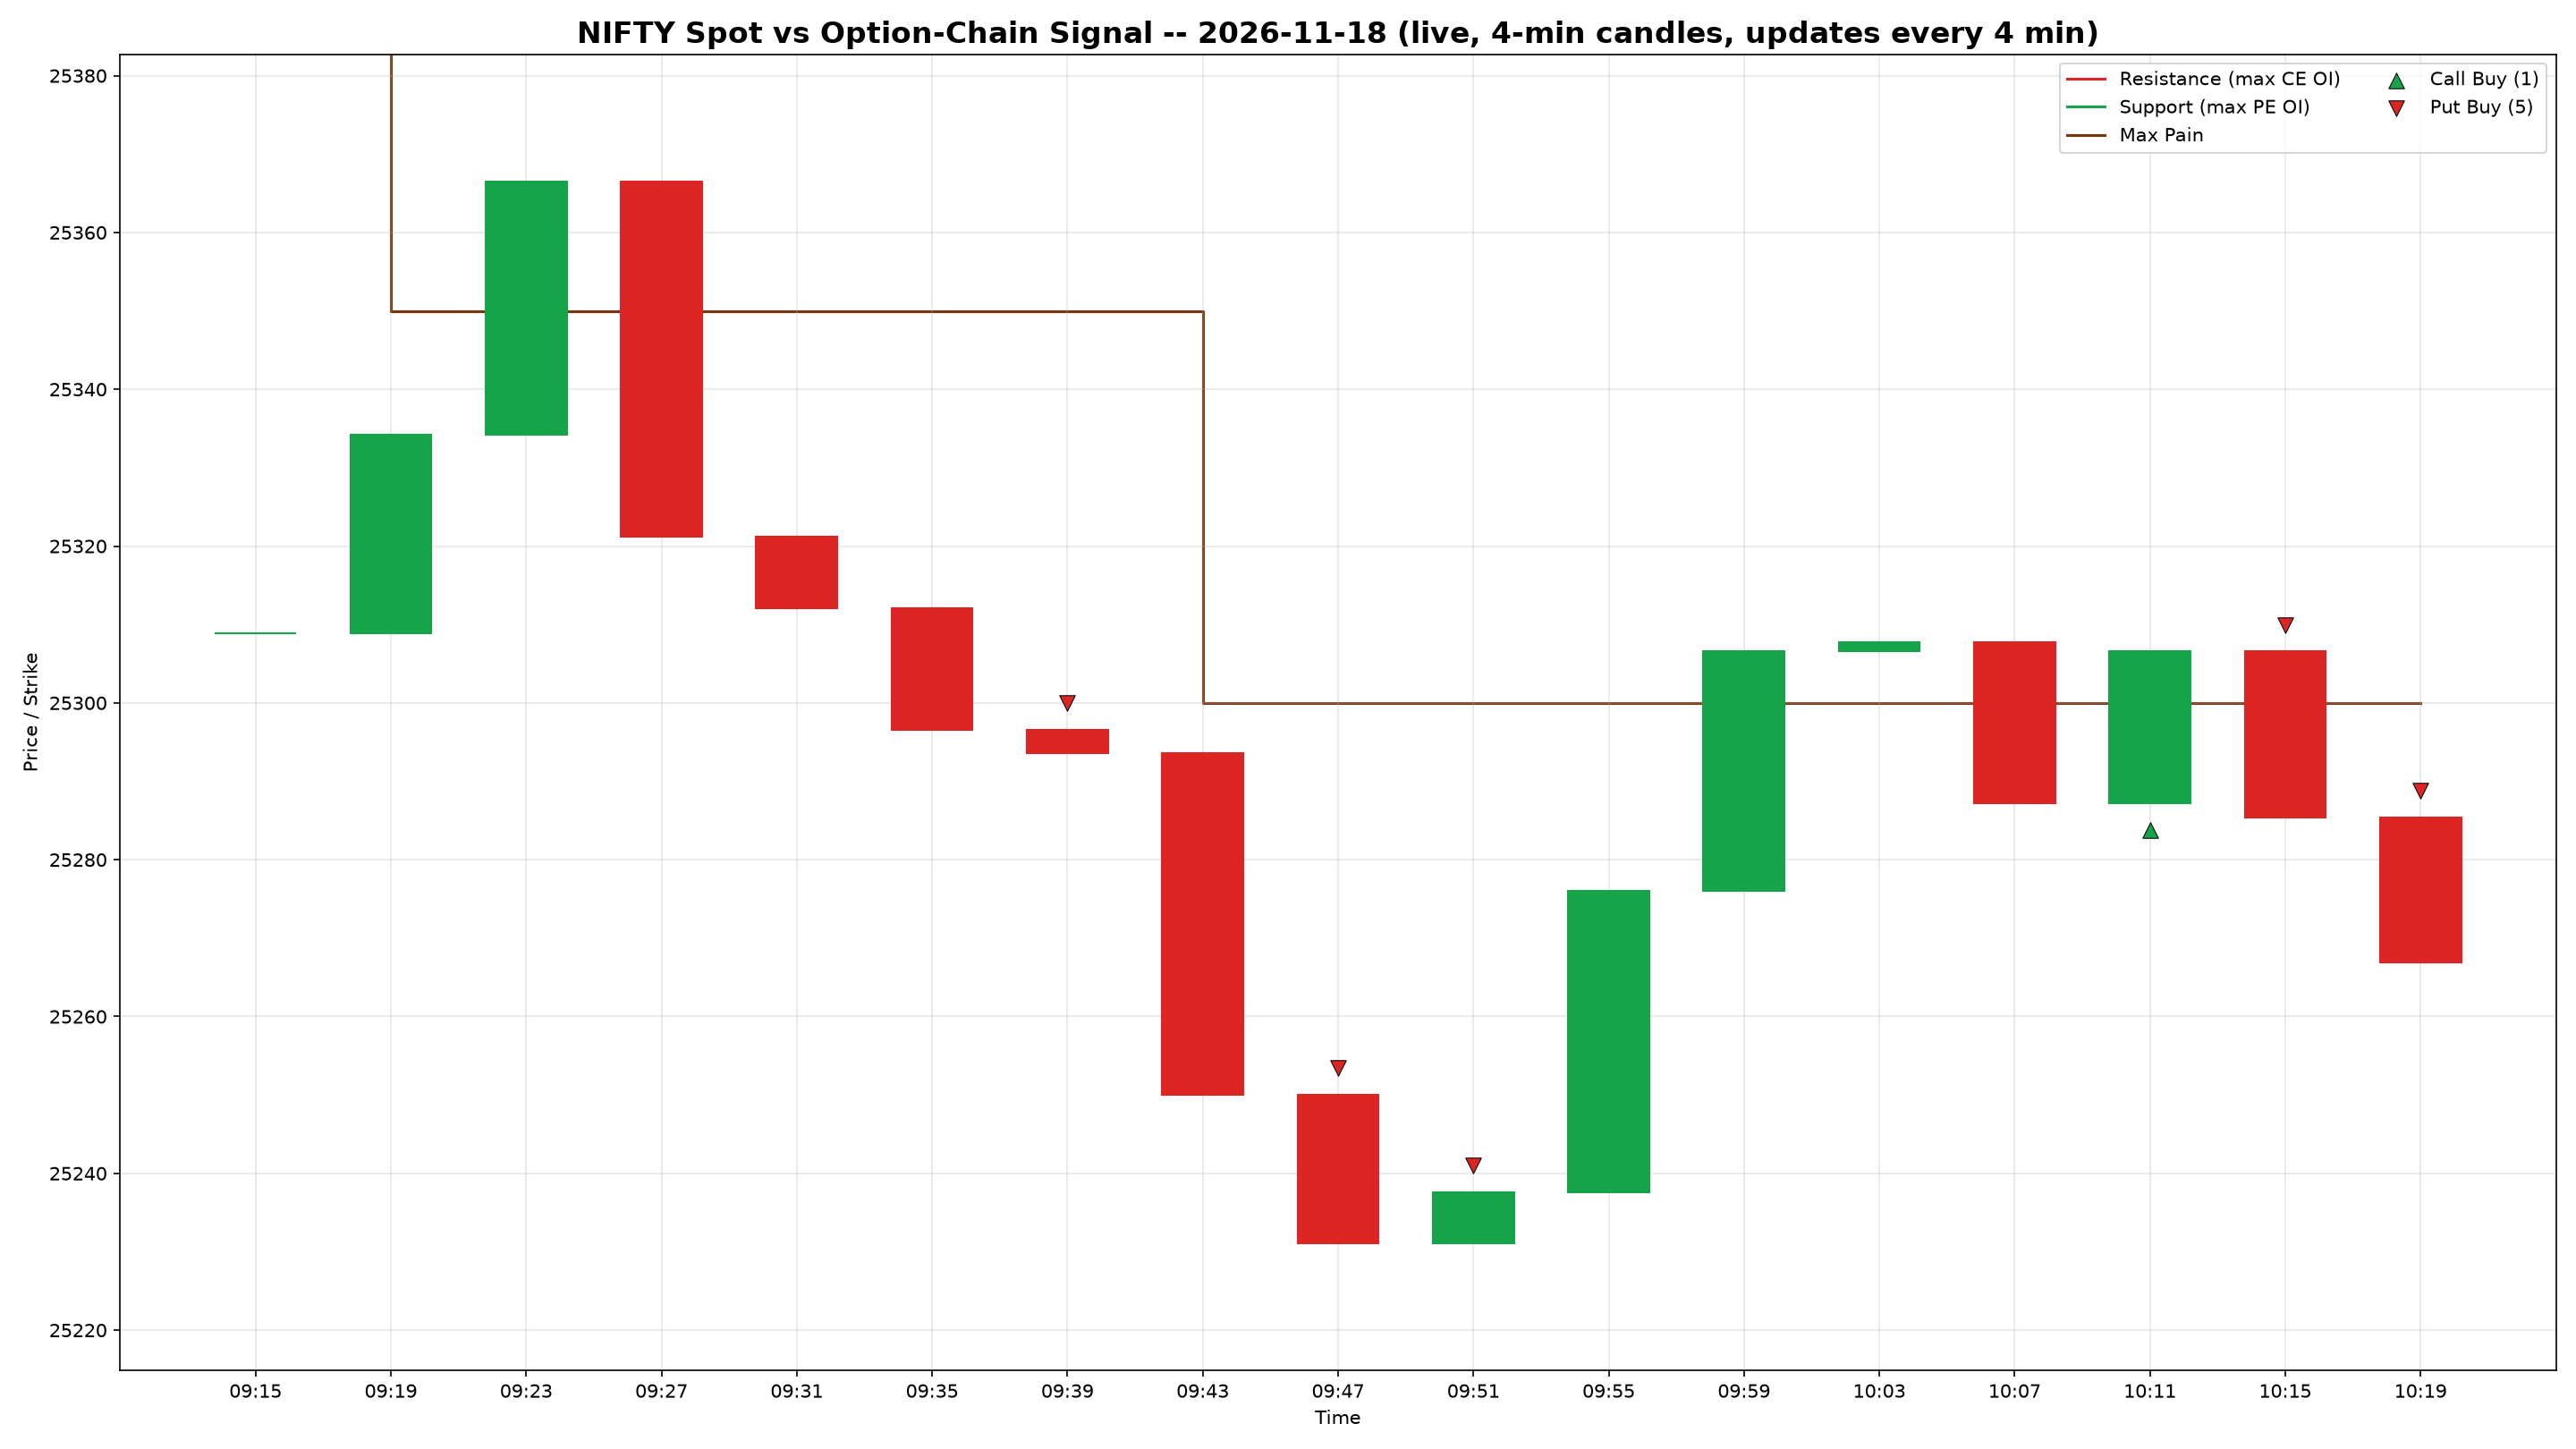 NIFTY Spot vs Option-Chain Signal -- 2026-11-18 (live, 4-min candles, updates every 4 min)
Resistance (max CE OI)
Support (max PE OI)
Max Pain
Call Buy (1)
Put Buy (5)
Price / Strike
25380
25360
25340
25320
25300
25280
25260
25240
25220
09:15 09:19 09:23 09:27 09:31 09:35 09:39 09:43 09:47 09:51 09:55 09:59 10:03 10:07 10:11 10:15 10:19
Time